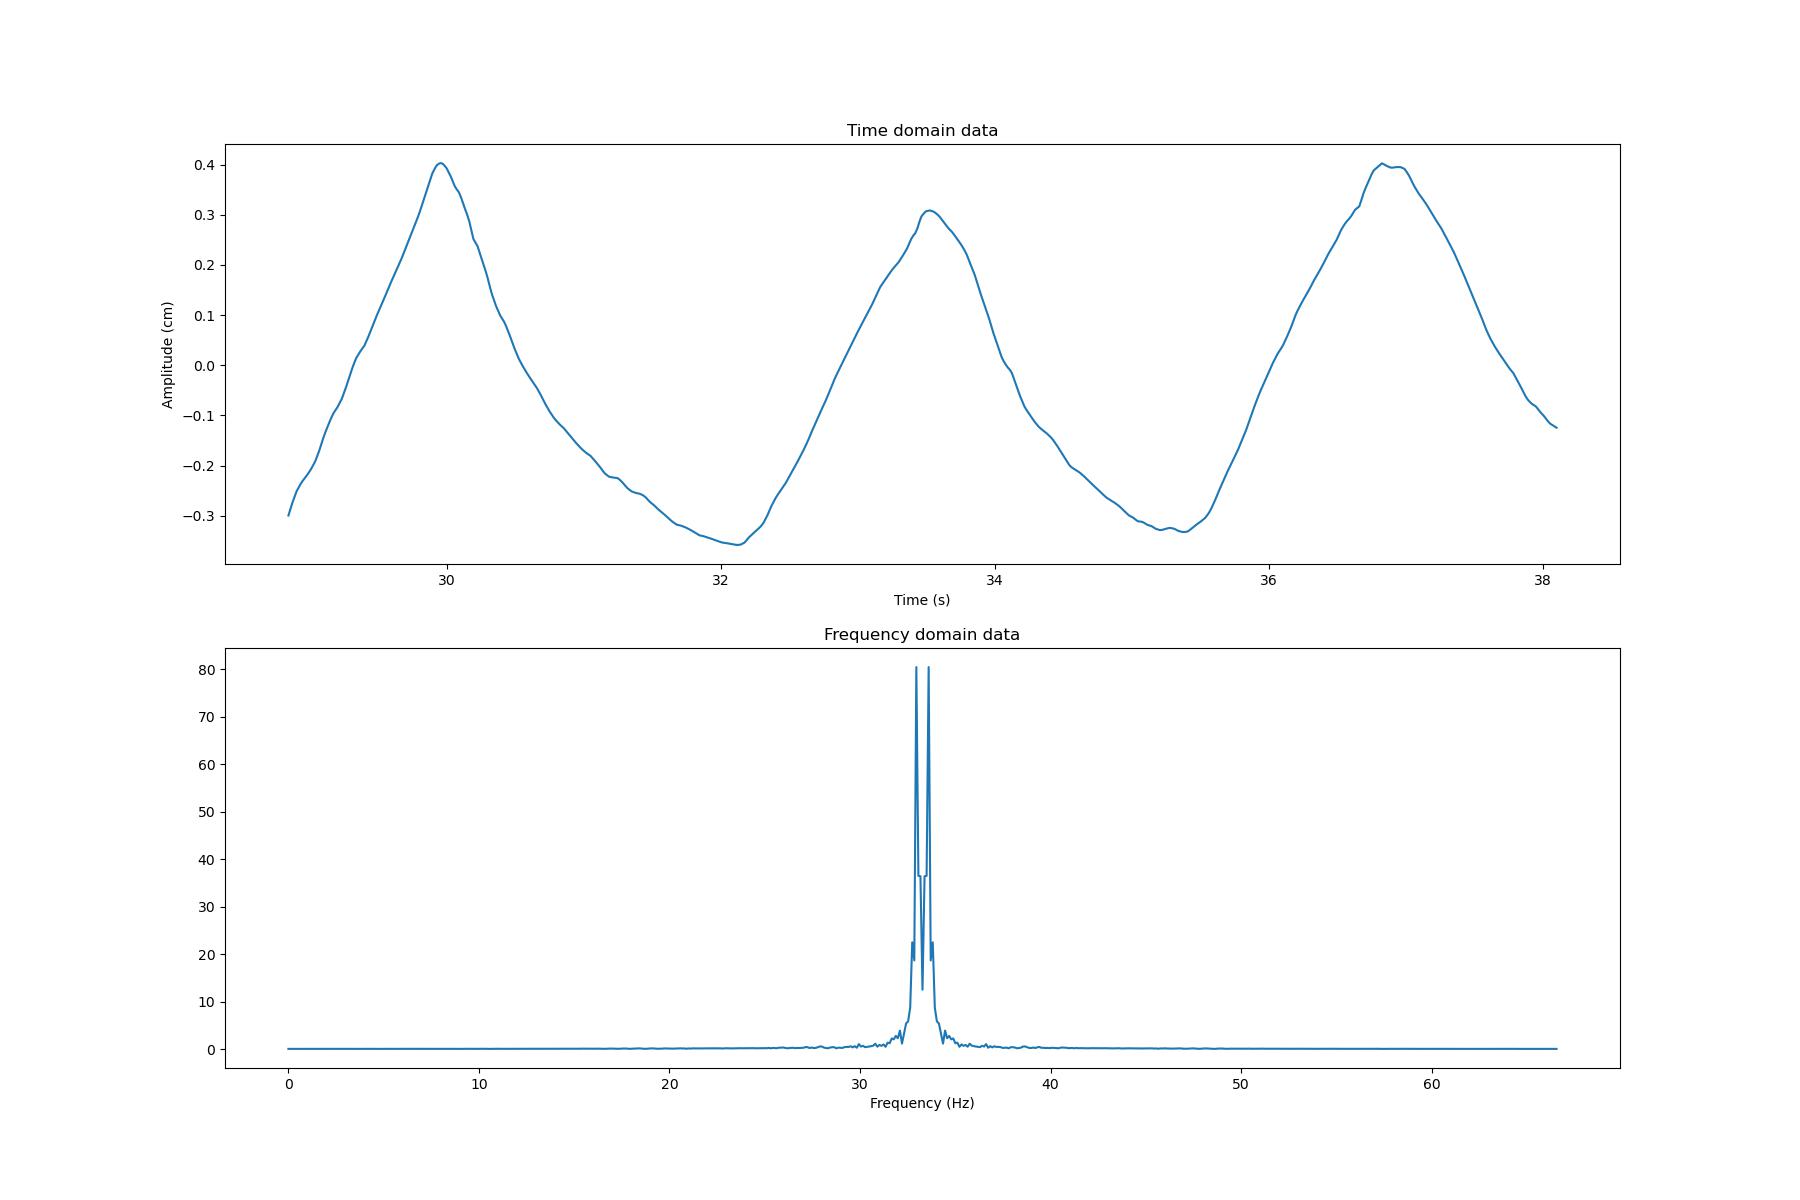 Time domain data
0.4
0.3
0.2
0.1
0.0
−0.1
−0.2
−0.3
Amplitude (cm)
30 32 34 36 38
Time (s)
Frequency domain data
80
70
60
50
40
30
20
10
0
0 10 20 30 40 50 60
Frequency (Hz)